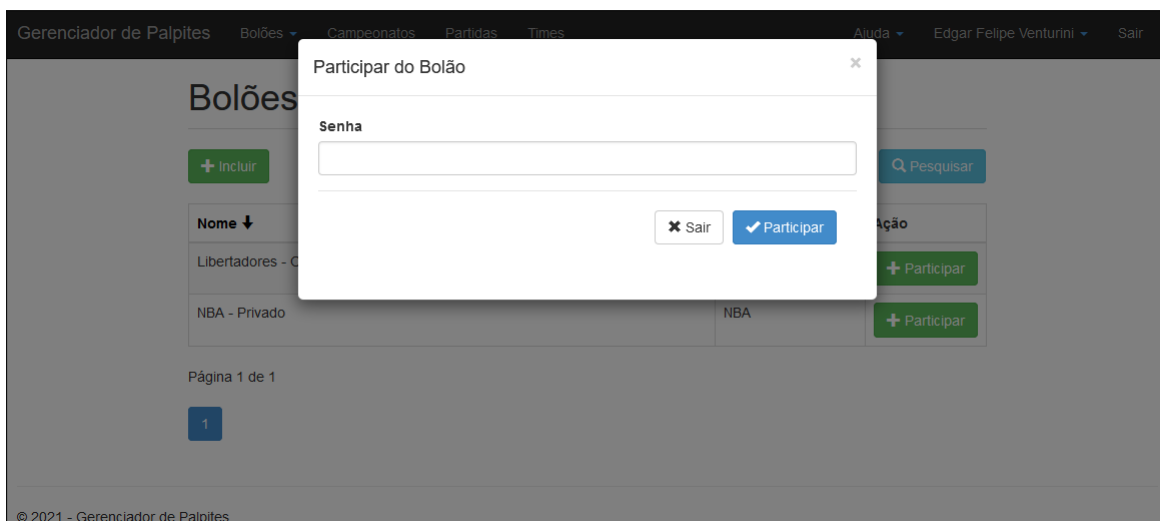 Gerenciador de Palpites Bolões Campeonatos Partidas Times Ajuda Edgar Felipe Venturini Sair
Participar do Bolão ×
Bolões
Senha
Incluir Pesquisar
Nome Ação
Sair Participar
Libertadores - Participar
NBA - Privado NBA Participar
Página 1 de 1
1
© 2021 - Gerenciador de Palpites